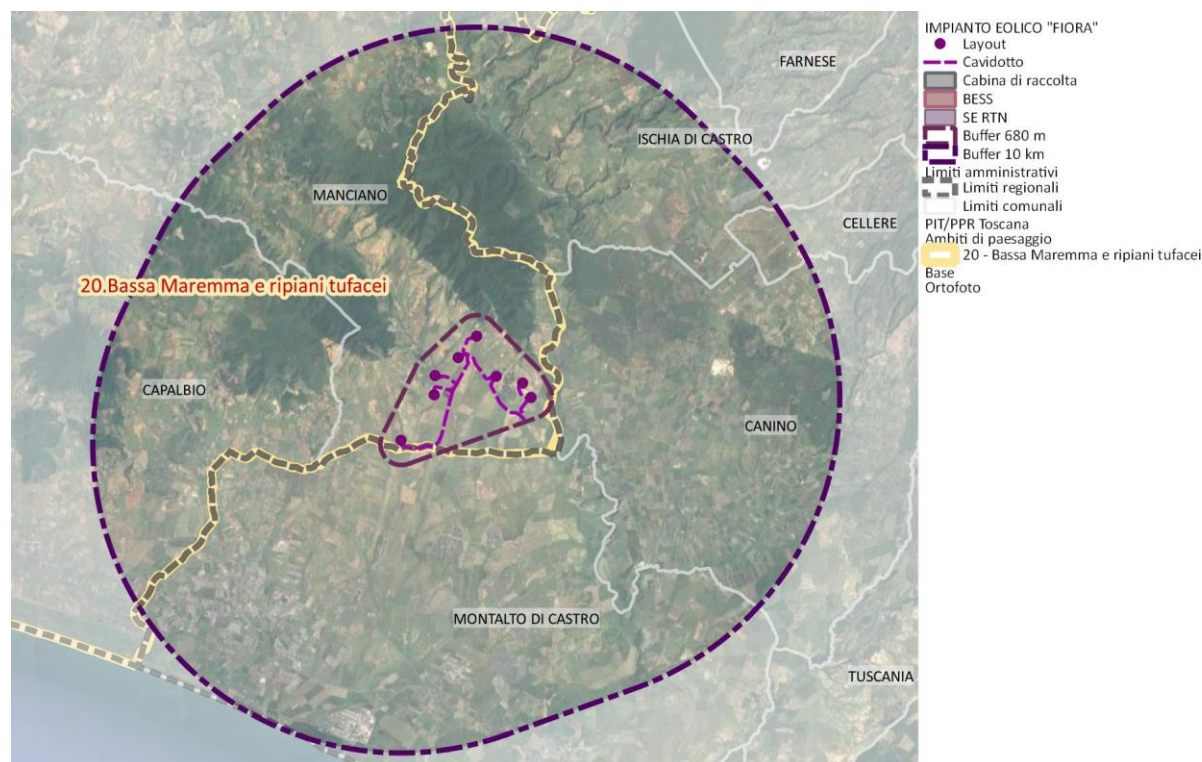 FARNESE
ISCHIA DI CASTRO
MANCIANO
CELLERE
20.Bassa Maremma e ripiani tufacei
CAPALBIO
CANINO
MONTALTO DI CASTRO
TUSCANIA
IMPIANTO EOLICO "FIORA"
Layout
Cavidotto
Cabina di raccolta
BESS
SE RTN
Buffer 680 m
Buffer 10 km
Limiti amministrativi
Limiti regionali
Limiti comunali
PIT/PPR Toscana
Ambiti di paesaggio
20 - Bassa Maremma e ripiani tufacei
Base
Ortofoto